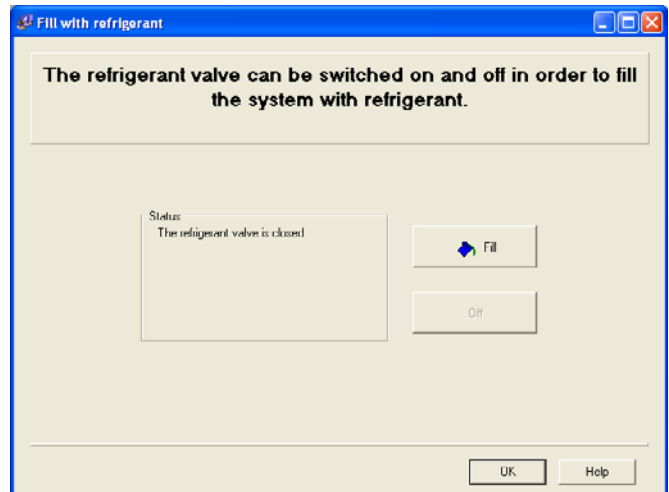 Fill with refrigerant
The refrigerant valve can be switched on and off in order to fill
the system with refrigerant.
Status
The refrigerant valve is closed
Fill
Off
OK
Help